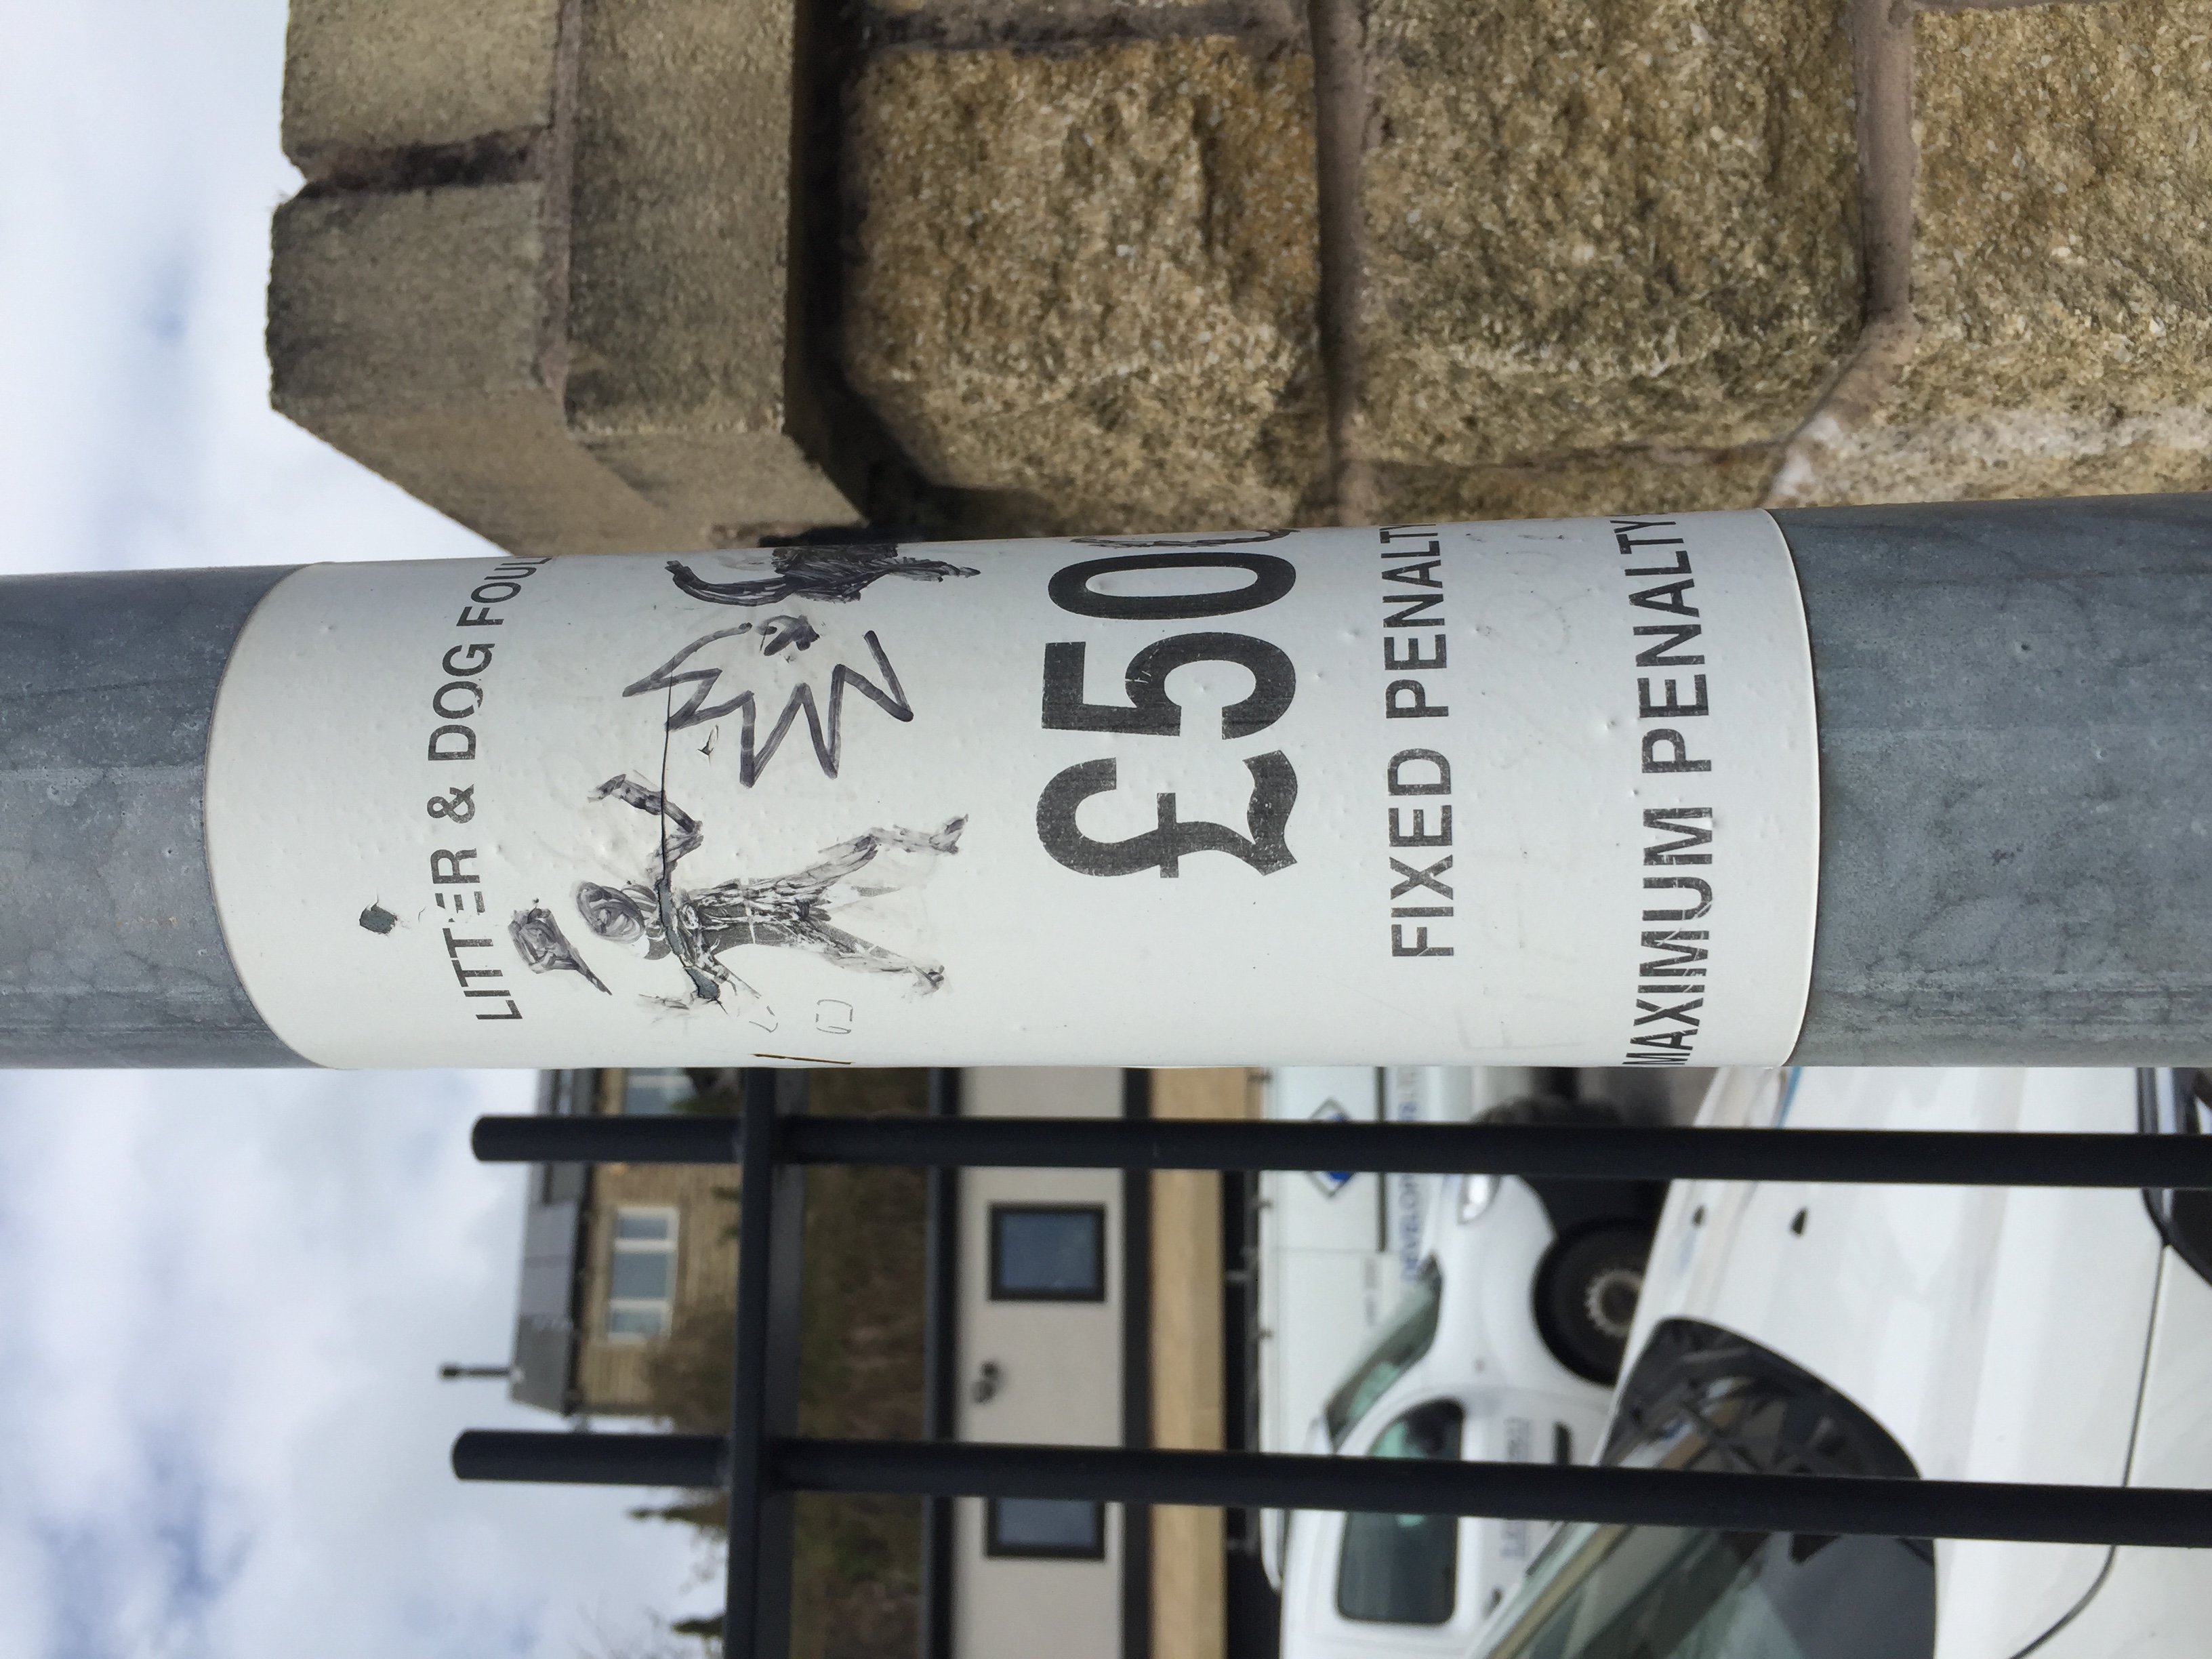 LITTER & DOG FOUL
£50
FIXED PENALTY
MAXIMUM PENALTY